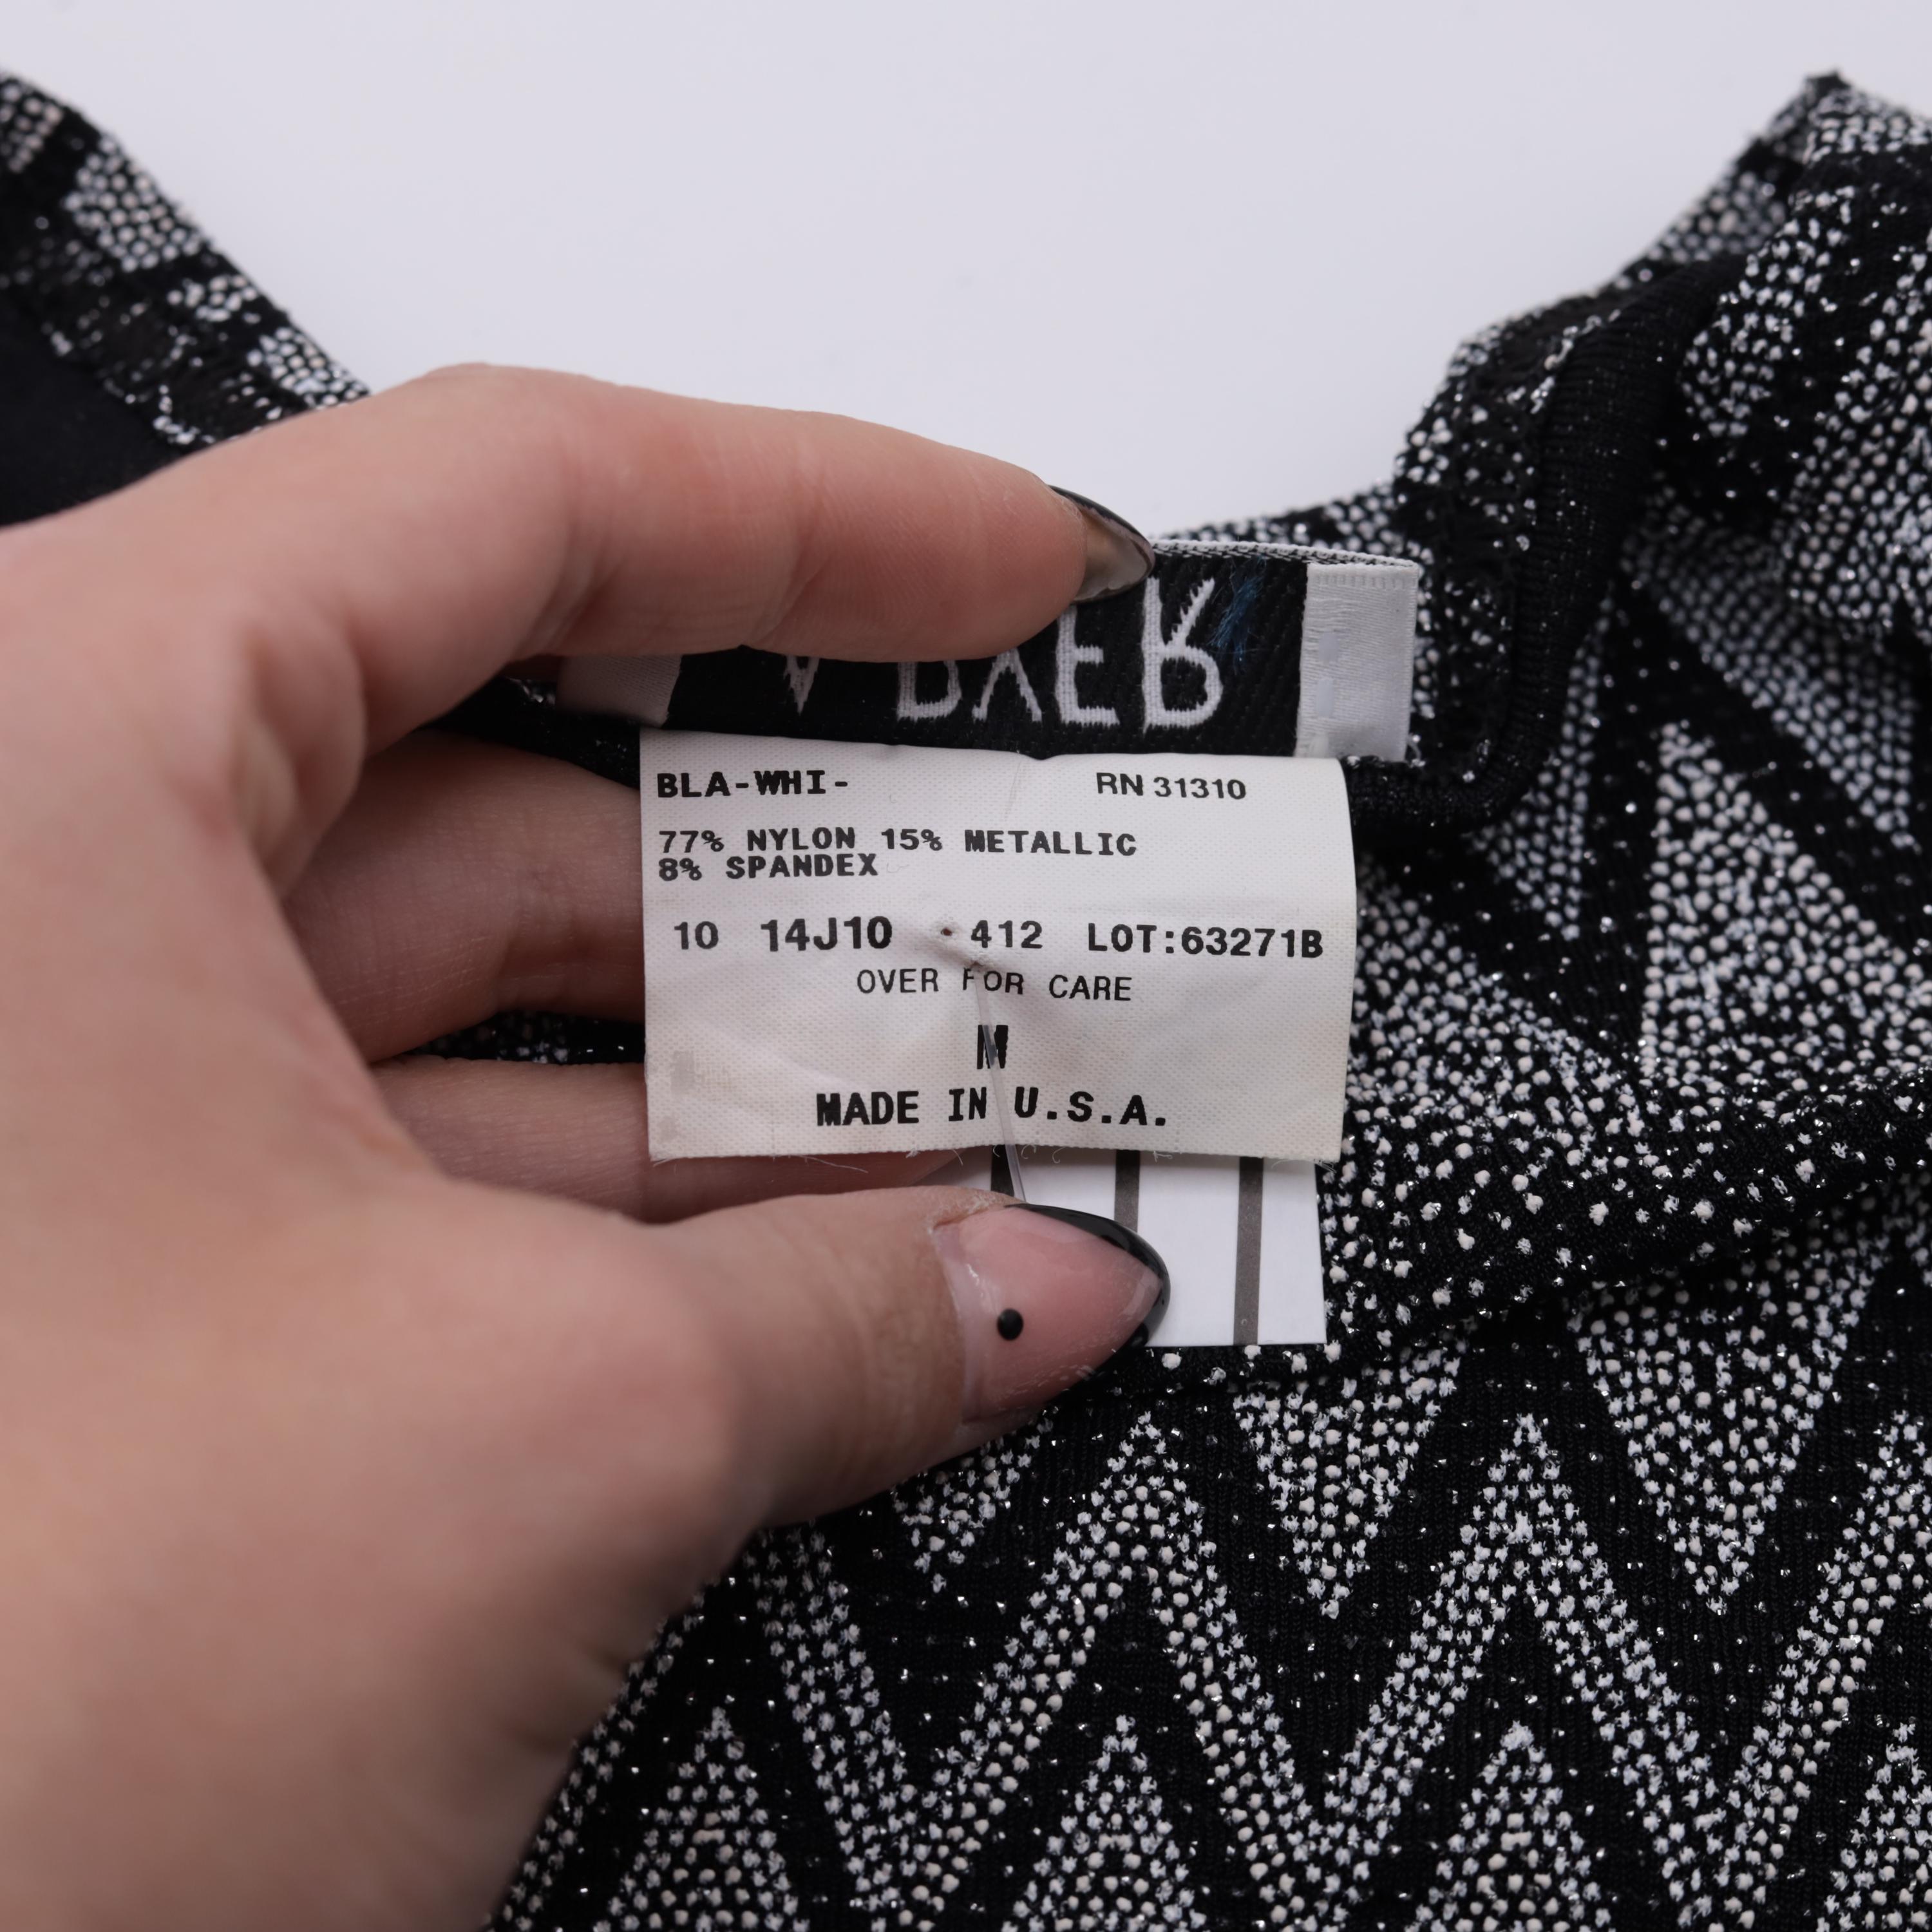 BLA-WHI- RN 31310
77% NYLON 15% METALLIC
8% SPANDEX
10 14J10 412 LOT:63271B
OVER FOR CARE
M
MADE IN U.S.A.